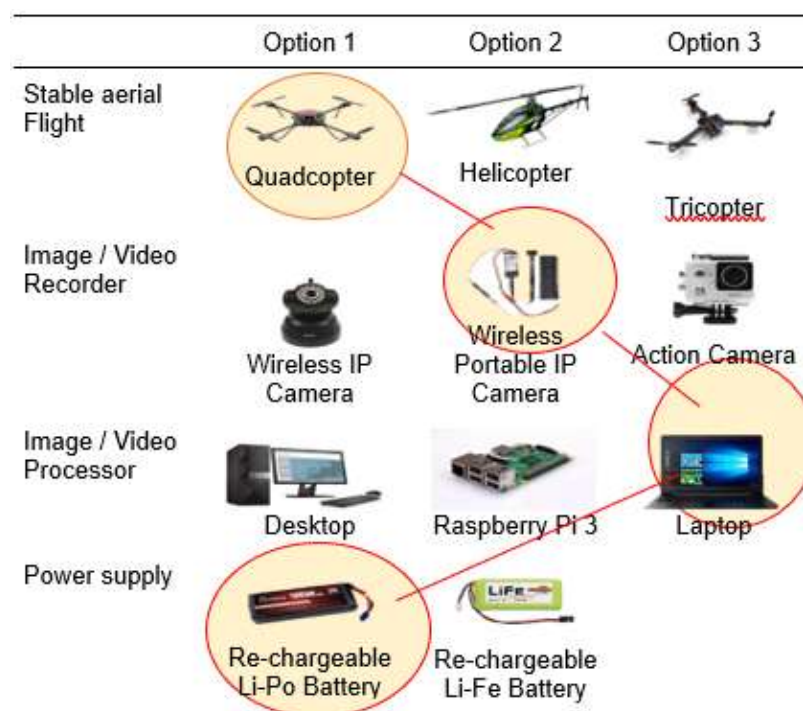 Option 1 Option 2 Option 3
Stable aerial
Flight
Quadcopter Helicopter
Tricopter
Image / Video
Recorder
Wireless IP
Camera
Wireless
Portable IP
Camera
Action Camera
Image / Video
Processor
Desktop Raspberry Pi 3 Laptop
Power supply
LiFe
Re-chargeable
Li-Po Battery
Re-chargeable
Li-Fe Battery